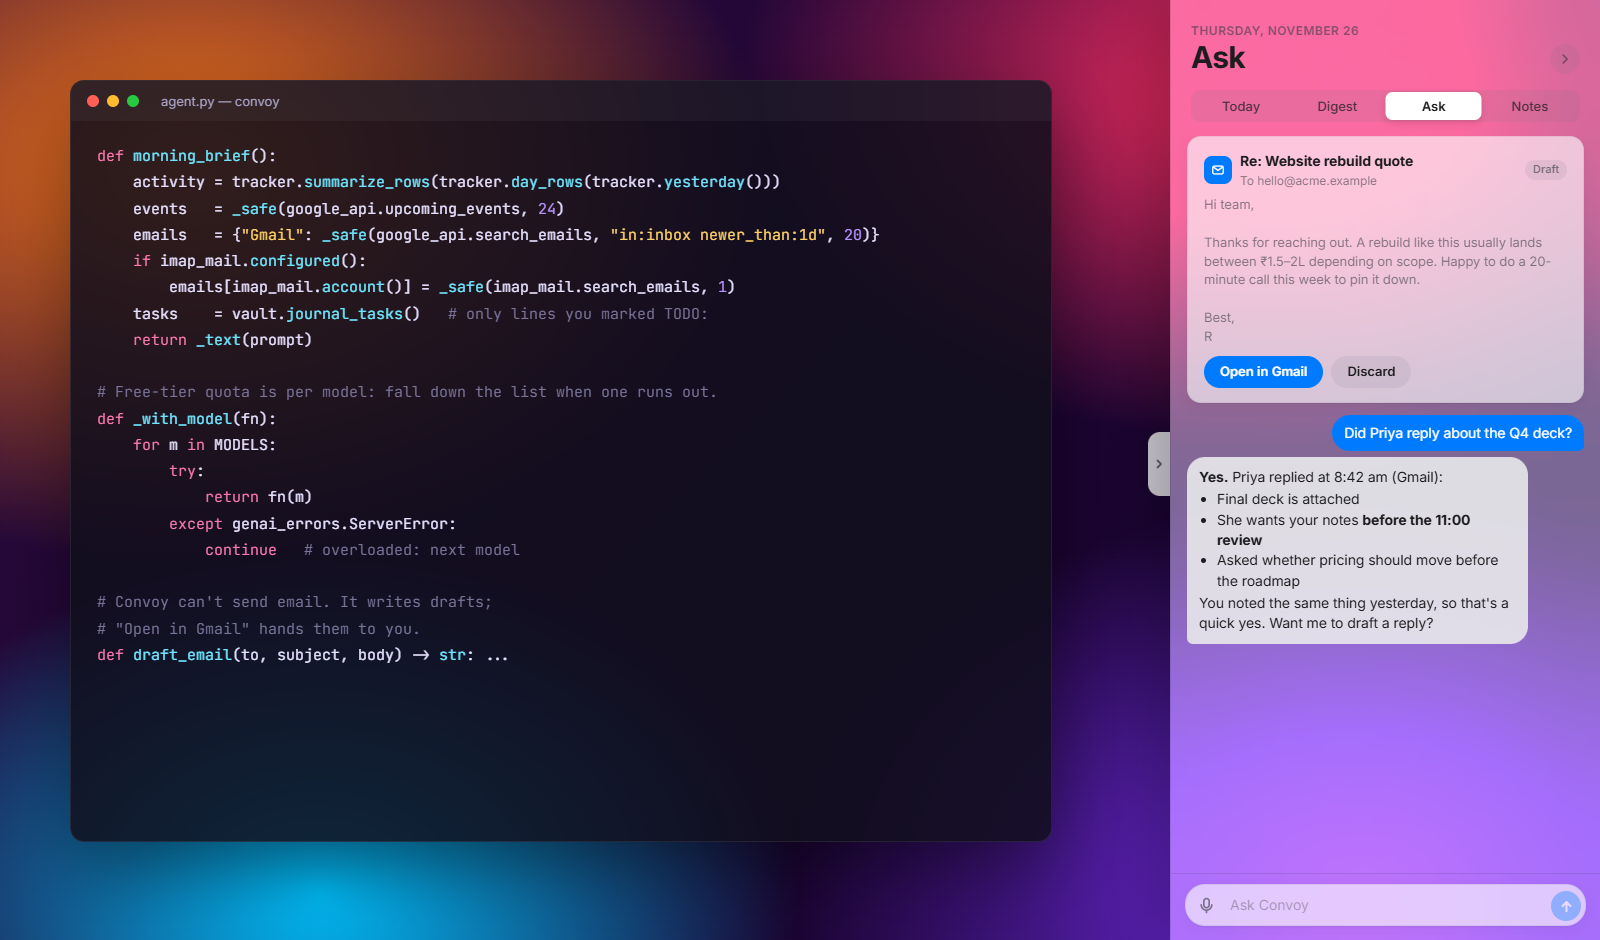 agent.py — convoy
def morning_brief():
    activity = tracker.summarize_rows(tracker.day_rows(tracker.yesterday()))
    events   = _safe(google_api.upcoming_events, 24)
    emails   = {"Gmail": _safe(google_api.search_emails, "in:inbox newer_than:1d", 20)}
    if imap_mail.configured():
        emails[imap_mail.account()] = _safe(imap_mail.search_emails, 1)
    tasks    = vault.journal_tasks()   # only lines you marked TODO:
    return _text(prompt)
# Free-tier quota is per model: fall down the list when one runs out.
def _with_model(fn):
    for m in MODELS:
        try:
            return fn(m)
        except genai_errors.ServerError:
            continue   # overloaded: next model
# Convoy can't send email. It writes drafts;
# "Open in Gmail" hands them to you.
def draft_email(to, subject, body) → str: ...
THURSDAY, NOVEMBER 26
Ask
Today Digest Ask Notes
Re: Website rebuild quote
To hello@acme.example
Draft
Hi team,
Thanks for reaching out. A rebuild like this usually lands
between ₹1.5–2L depending on scope. Happy to do a 20-
minute call this week to pin it down.
Best,
R
Open in Gmail Discard
Did Priya reply about the Q4 deck?
Yes. Priya replied at 8:42 am (Gmail):
• Final deck is attached
• She wants your notes before the 11:00
review
• Asked whether pricing should move before
the roadmap
You noted the same thing yesterday, so that's a
quick yes. Want me to draft a reply?
Ask Convoy